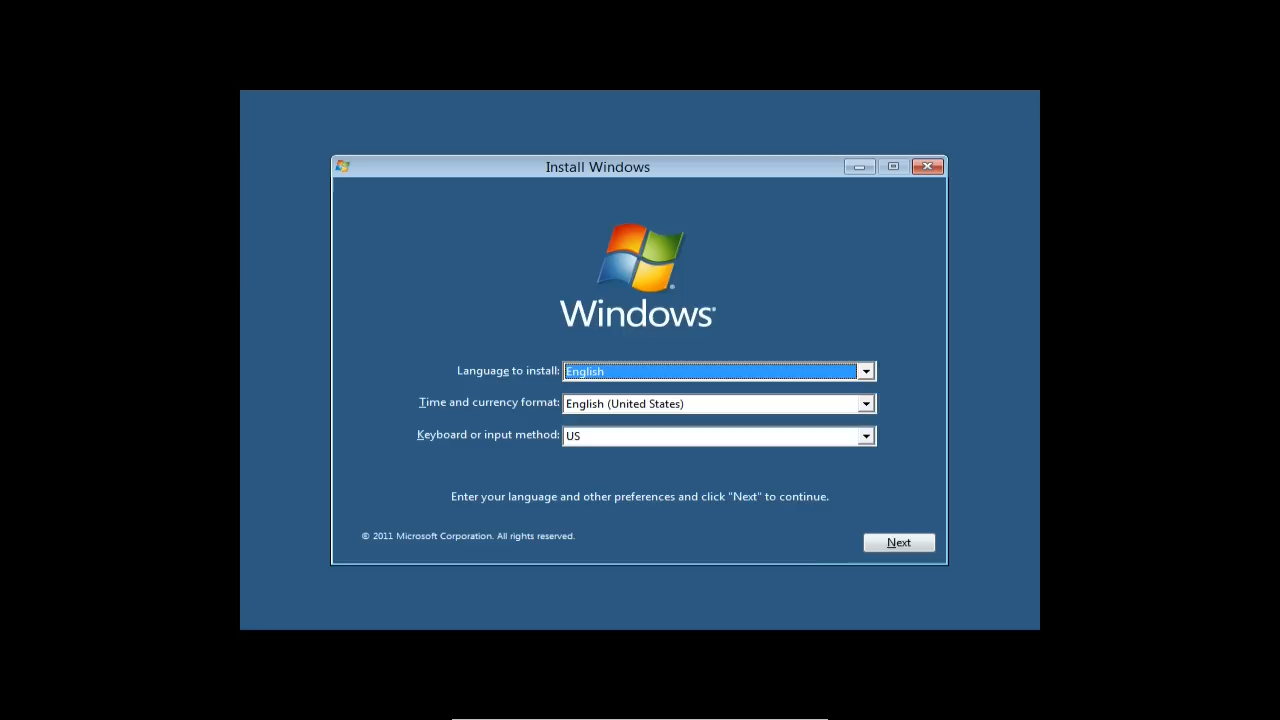 Install Windows
Windows®
Language to install: English
Time and currency format: English (United States)
Keyboard or input method: US
Enter your language and other preferences and click "Next" to continue.
© 2011 Microsoft Corporation. All rights reserved.
Next